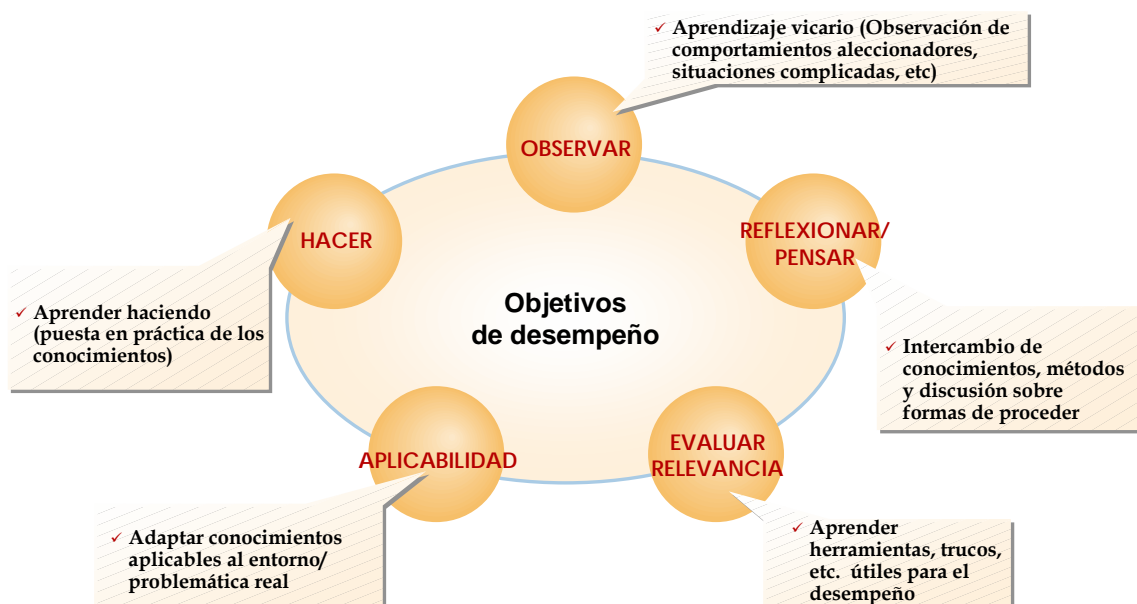 ✓ Aprendizaje vicario (Observación de
comportamientos aleccionadores,
situaciones complicadas, etc)
OBSERVAR
HACER
REFLEXIONAR/
PENSAR
Objetivos
de desempeño
✓ Aprender haciendo
(puesta en práctica de los
conocimientos)
✓ Intercambio de
conocimientos, métodos
y discusión sobre
formas de proceder
APLICABILIDAD
EVALUAR
RELEVANCIA
✓ Adaptar conocimientos
aplicables al entorno/
problemática real
✓ Aprender
herramientas, trucos,
etc. útiles para el
desempeño